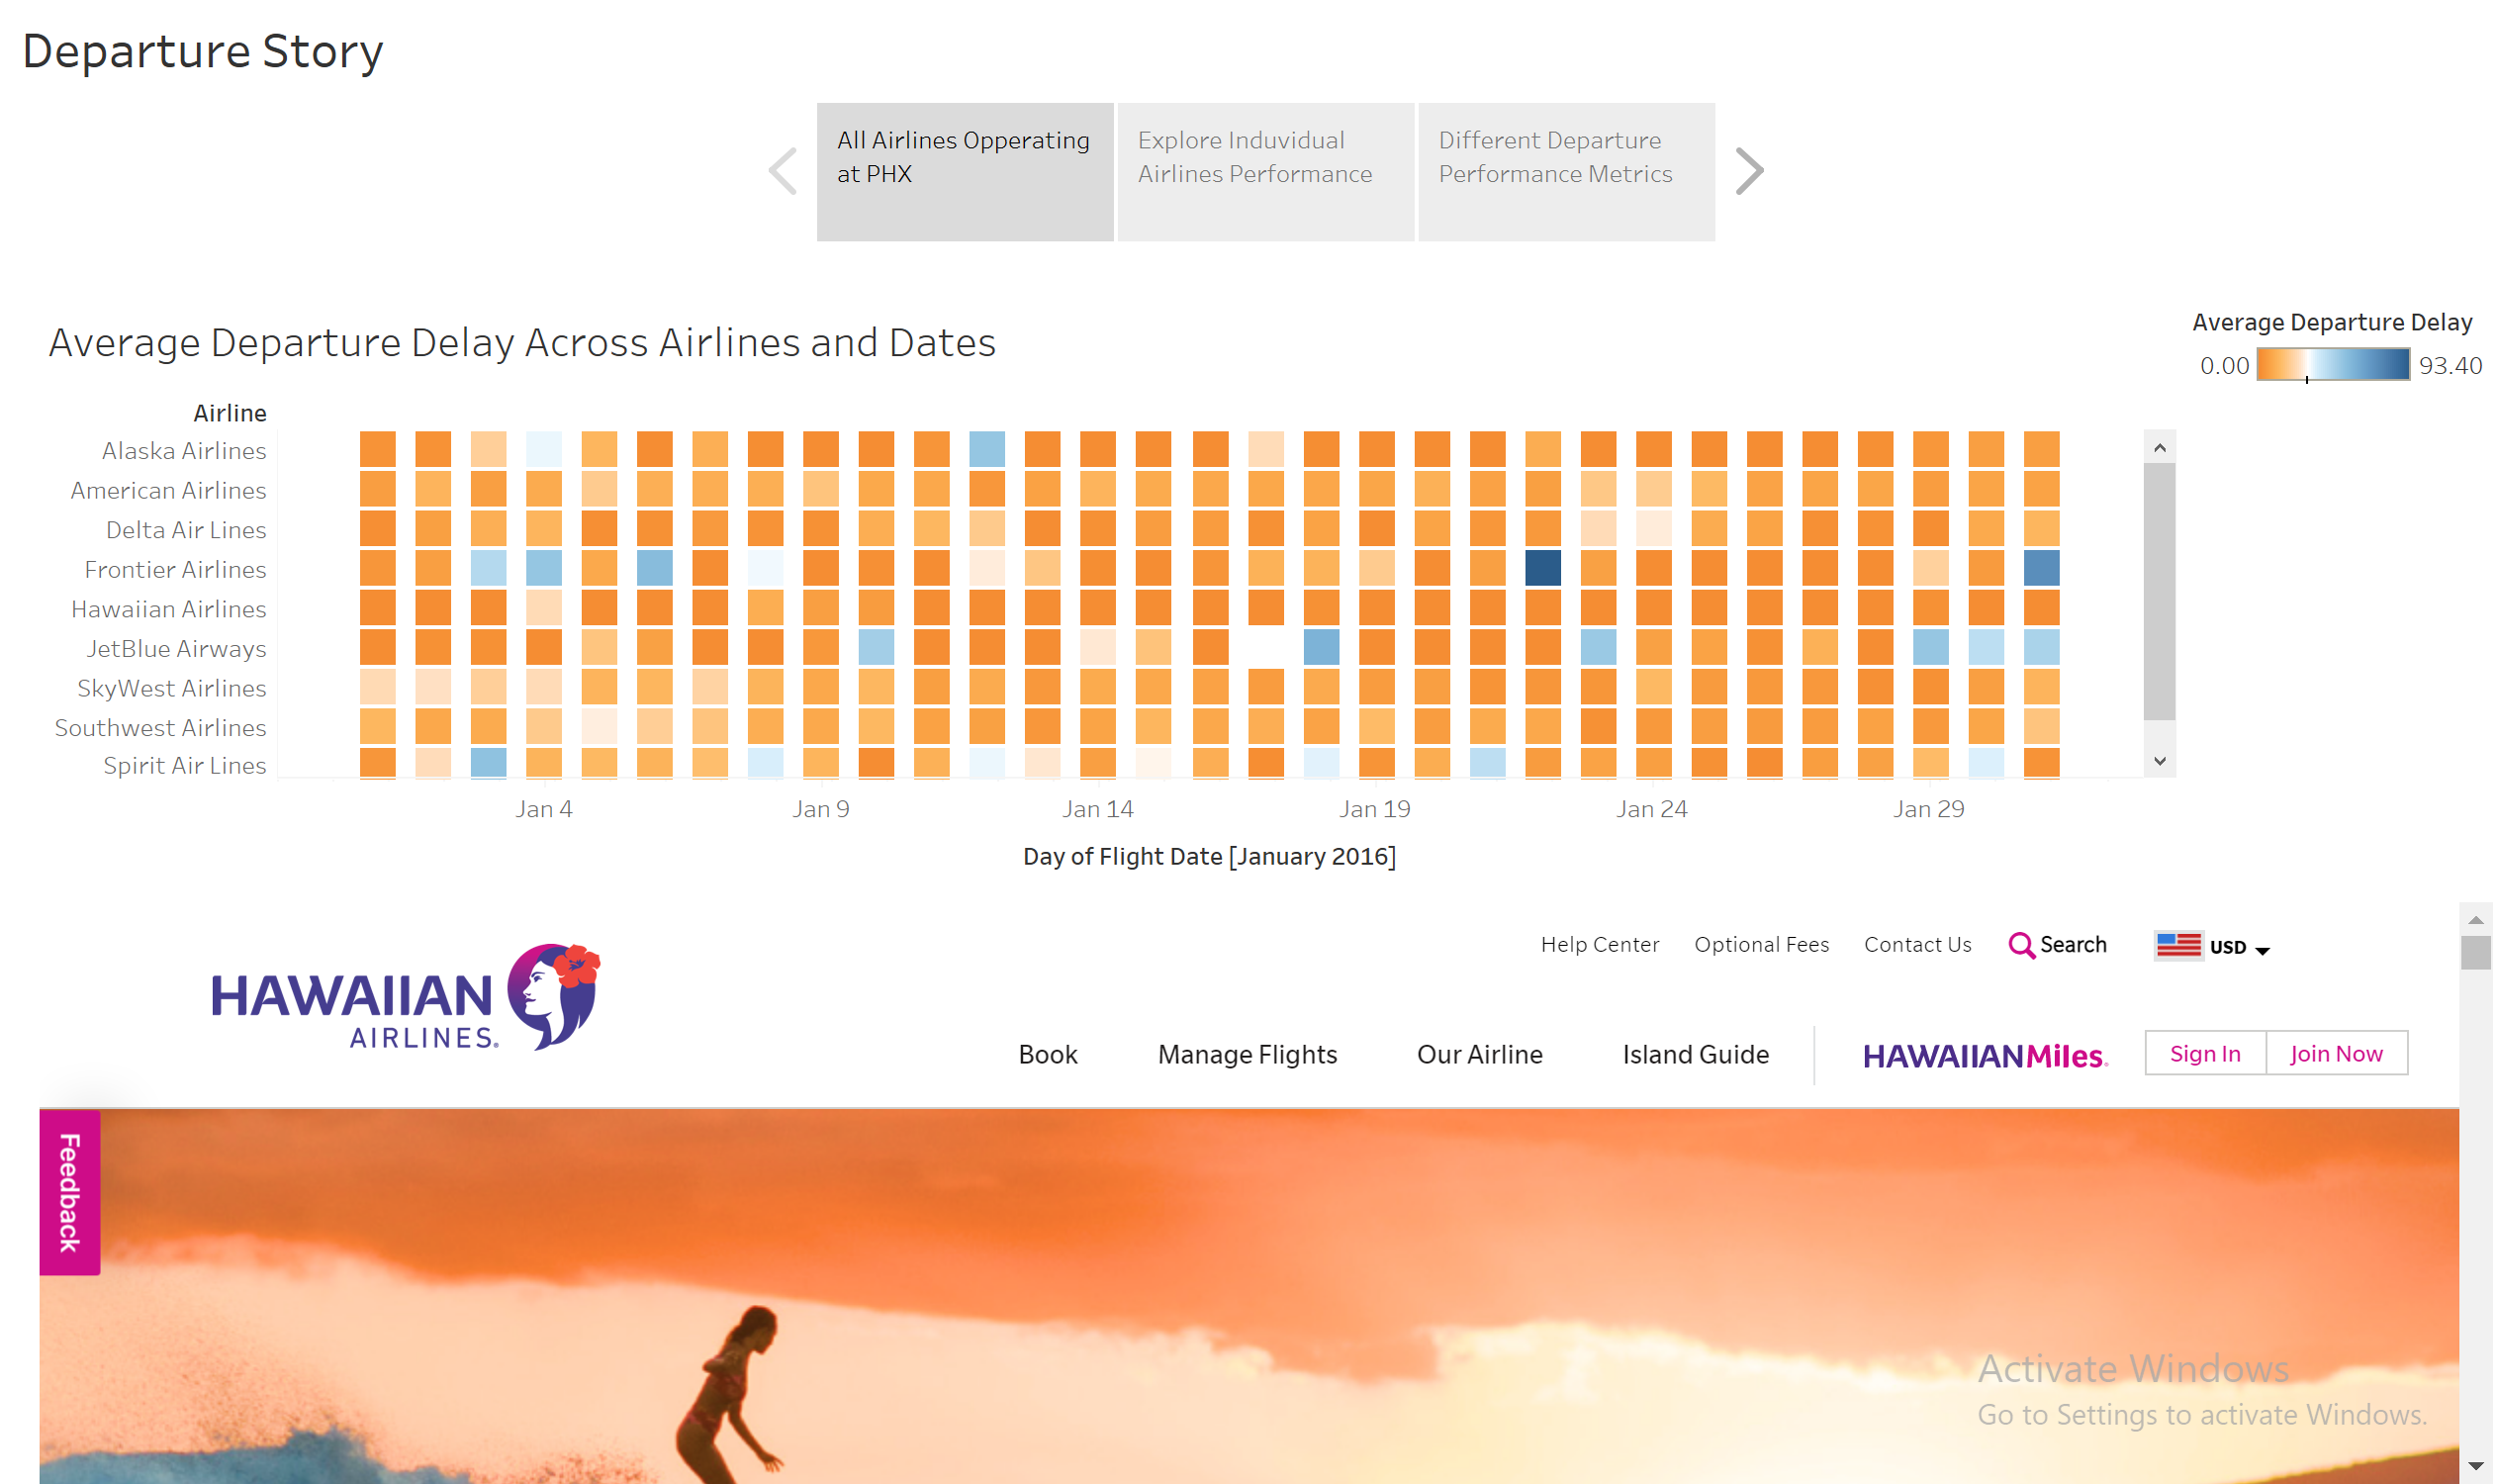 Departure Story
All Airlines Opperating
at PHX
Explore Induvidual
Airlines Performance
Different Departure
Performance Metrics
Average Departure Delay Across Airlines and Dates
Average Departure Delay
0.00
93.40
Airline
Alaska Airlines
American Airlines
Delta Air Lines
Frontier Airlines
Hawaiian Airlines
JetBlue Airways
SkyWest Airlines
Southwest Airlines
Spirit Air Lines
Jan 4
Jan 9
Jan 14
Jan 19
Jan 24
Jan 29
Day of Flight Date [January 2016]
Help Center
Optional Fees
Contact Us
Search
USD
HAWAIIAN
AIRLINES®
Book
Manage Flights
Our Airline
Island Guide
HAWAIIANMiles®
Sign In
Join Now
Feedback
Activate Windows
Go to Settings to activate Windows.